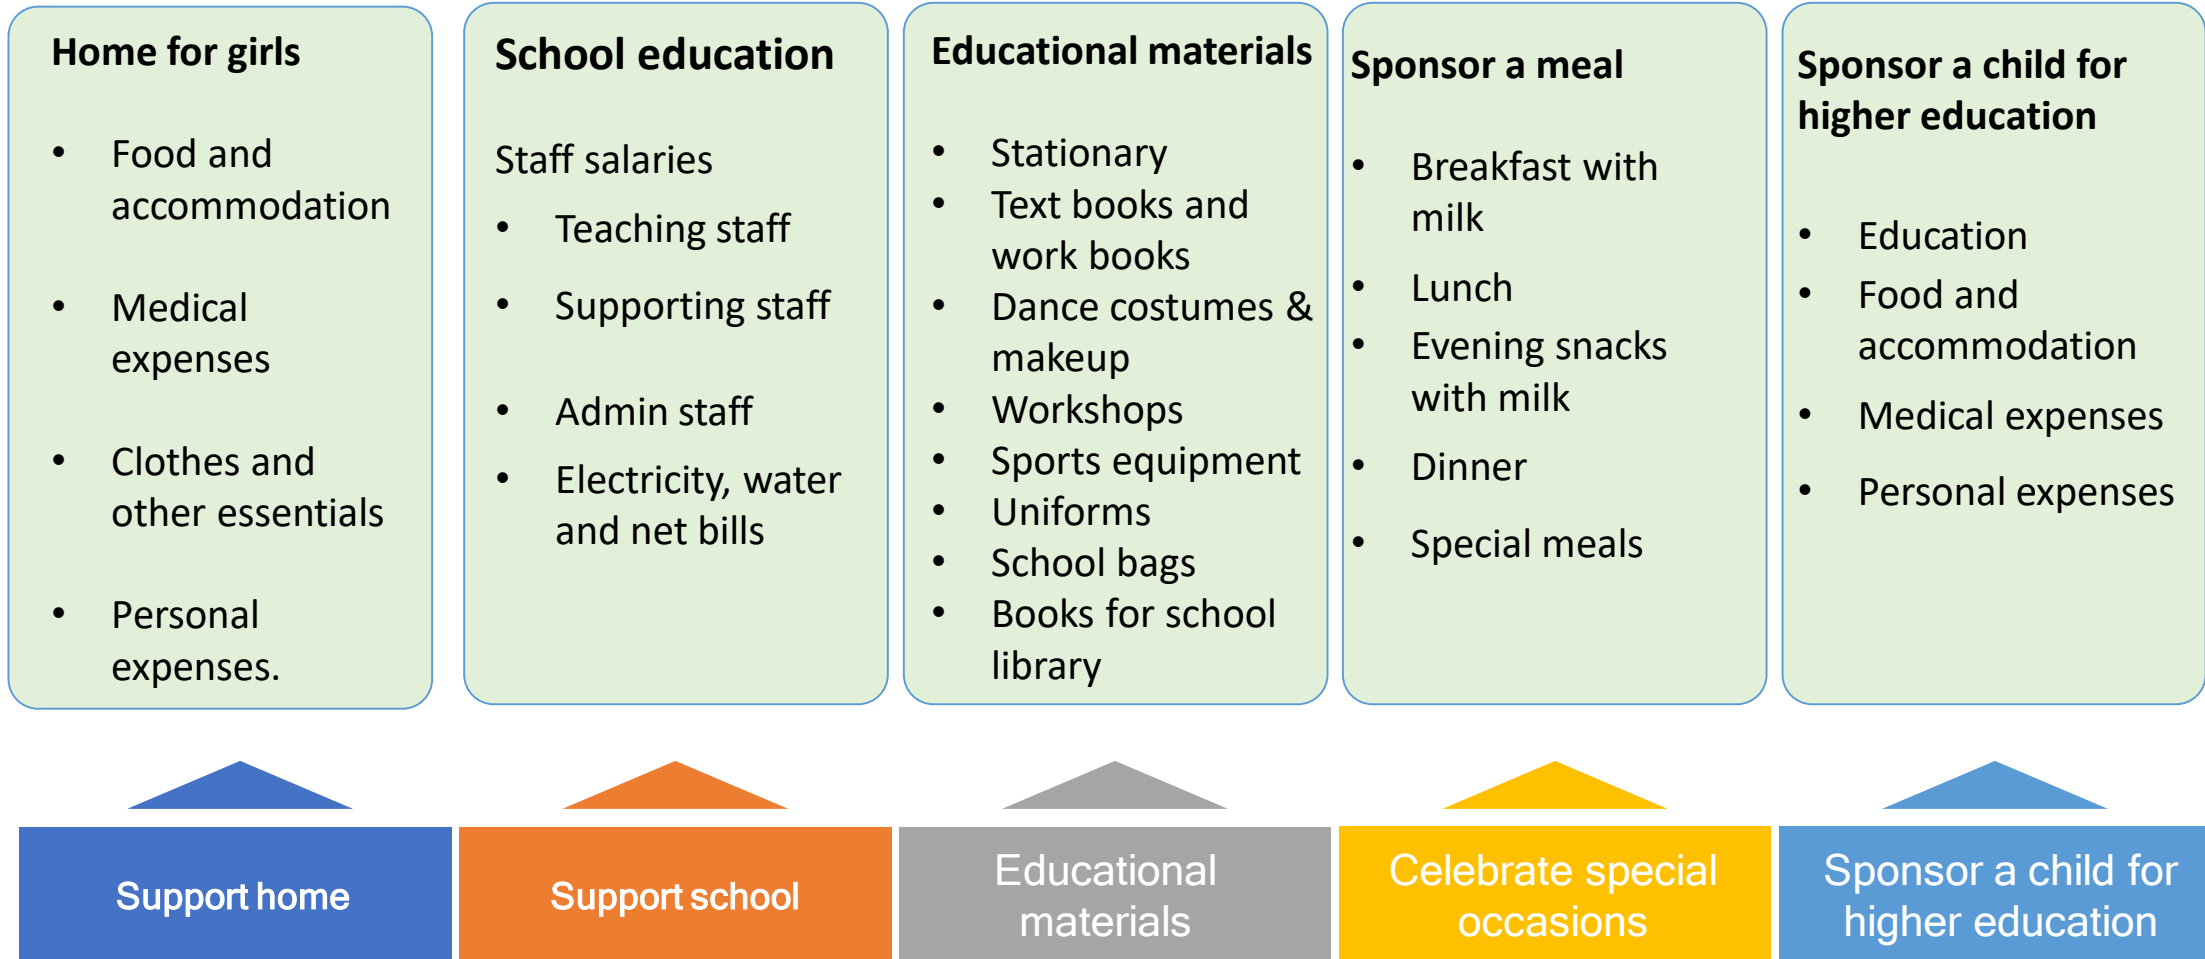 Home for girls
• Food and
accommodation
• Medical
expenses
• Clothes and
other essentials
• Personal
expenses.
School education
Staff salaries
• Teaching staff
• Supporting staff
• Admin staff
• Electricity, water
and net bills
Educational materials
• Stationary
• Text books and
work books
• Dance costumes &
makeup
• Workshops
• Sports equipment
• Uniforms
• School bags
• Books for school
library
Sponsor a meal
• Breakfast with
milk
• Lunch
• Evening snacks
with milk
• Dinner
• Special meals
Sponsor a child for
higher education
• Education
• Food and
accommodation
• Medical expenses
• Personal expenses
Support home
Support school
Educational
materials
Celebrate special
occasions
Sponsor a child for
higher education